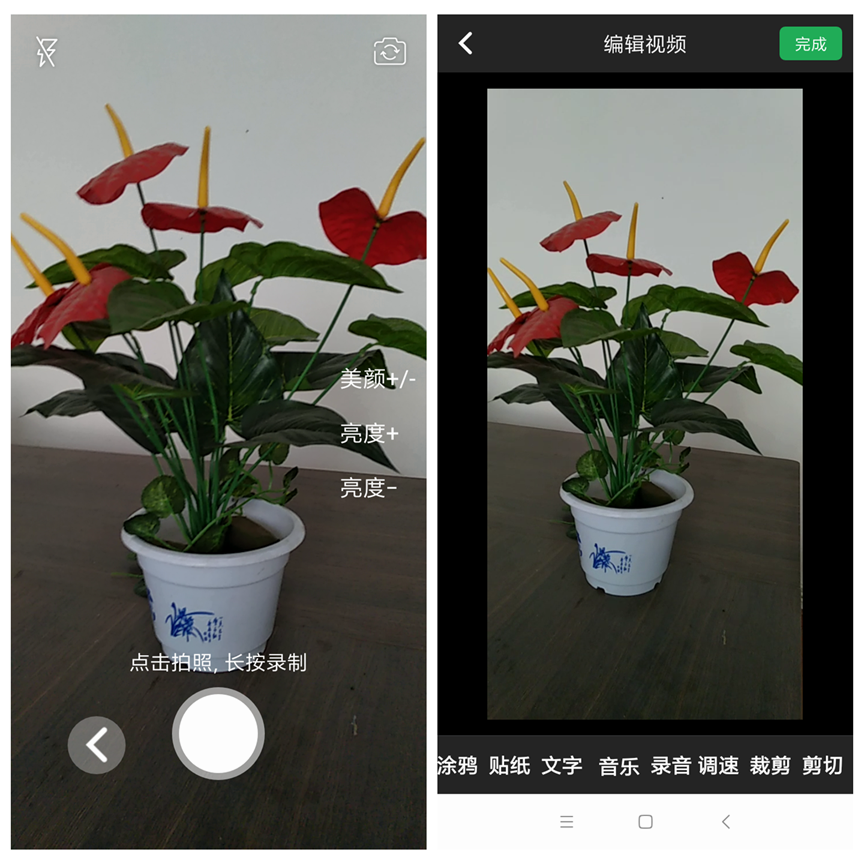 美颜+/-
亮度+
亮度-
点击拍照, 长按录制
编辑视频
完成
涂鸦 贴纸 文字 音乐 录音 调速 裁剪 剪切